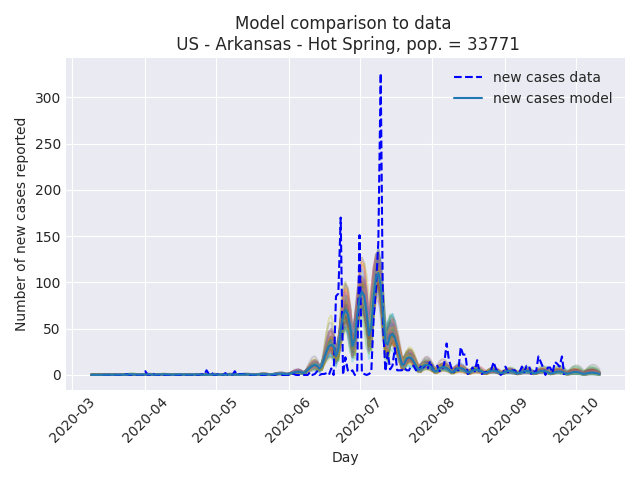 Model comparison to data
US - Arkansas - Hot Spring, pop. = 33771
new cases data
new cases model
Number of new cases reported
300
250
200
150
100
50
0
2020-03
2020-04
2020-05
2020-06
2020-07
2020-08
2020-09
2020-10
Day